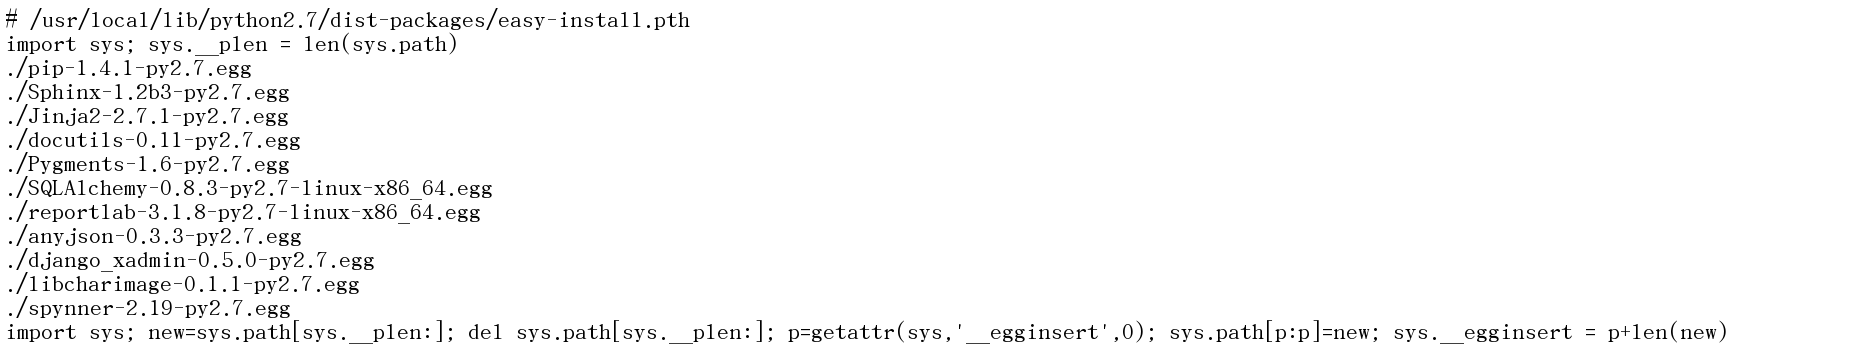 # /usr/local/lib/python2.7/dist-packages/easy-install.pth
import sys; sys.__plen = len(sys.path)
./pip-1.4.1-py2.7.egg
./Sphinx-1.2b3-py2.7.egg
./Jinja2-2.7.1-py2.7.egg
./docutils-0.11-py2.7.egg
./Pygments-1.6-py2.7.egg
./SQLAlchemy-0.8.3-py2.7-linux-x86_64.egg
./reportlab-3.1.8-py2.7-linux-x86_64.egg
./anyjson-0.3.3-py2.7.egg
./django_xadmin-0.5.0-py2.7.egg
./libcharimage-0.1.1-py2.7.egg
./spynner-2.19-py2.7.egg
import sys; new=sys.path[sys.__plen:]; del sys.path[sys.__plen:]; p=getattr(sys,'__egginsert',0); sys.path[p:p]=new; sys.__egginsert = p+len(new)